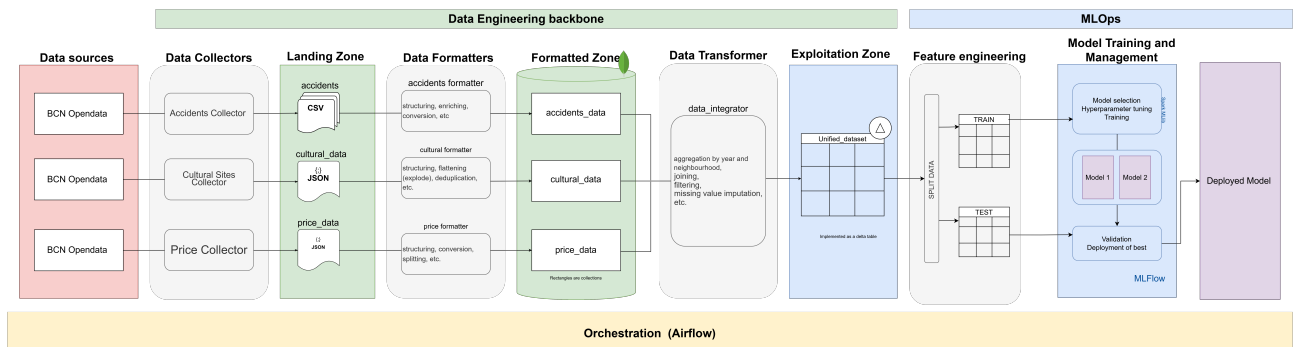 Data Engineering backbone
MLOps
Data sources
Data Collectors
Landing Zone
Data Formatters
Formatted Zone
Data Transformer
Exploitation Zone
Feature engineering
Model Training and
Management
BCN Opendata
BCN Opendata
BCN Opendata
Accidents Collector
Cultural Sites
Collector
Price Collector
accidents
CSV
cultural_data
{;}
JSON
price_data
{;}
JSON
accidents formatter
structuring, enriching,
conversion, etc
cultural formatter
structuring, flattening
(explode), deduplication,
etc.
price formatter
structuring, conversion,
splitting, etc.
accidents_data
cultural_data
price_data
Rectangles are collections
data_integrator
aggregation by year and
neighbourhood,
joining,
filtering,
missing value imputation,
etc.
Unified_dataset
Implemented as a delta table
SPLIT DATA
TRAIN
TEST
Model selection
Hyperparameter tuning
Training
Spark MLlib
Model 1
Model 2
Validation
Deployment of best
MLFlow
Deployed Model
Orchestration (Airflow)